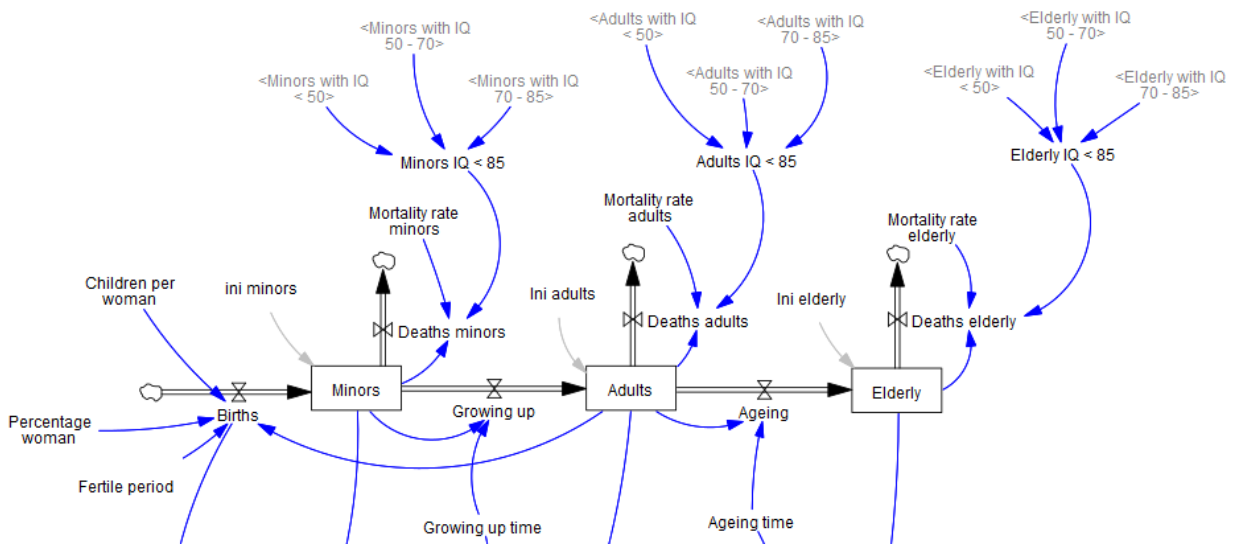 <Minors with IQ
50 - 70>
<Minors with IQ
< 50>
<Minors with IQ
70 - 85>
Minors IQ < 85
<Adults with IQ
< 50>
<Adults with IQ
70 - 85>
<Adults with IQ
50 - 70>
Adults IQ < 85
<Elderly with IQ
50 - 70>
<Elderly with IQ
< 50>
<Elderly with IQ
70 - 85>
Elderly IQ < 85
Mortality rate
minors
Mortality rate
adults
Mortality rate
elderly
Children per
woman
ini minors
Ini adults
Ini elderly
Deaths minors
Deaths adults
Deaths elderly
Minors
Adults
Elderly
Births
Growing up
Ageing
Percentage
woman
Fertile period
Growing up time
Ageing time